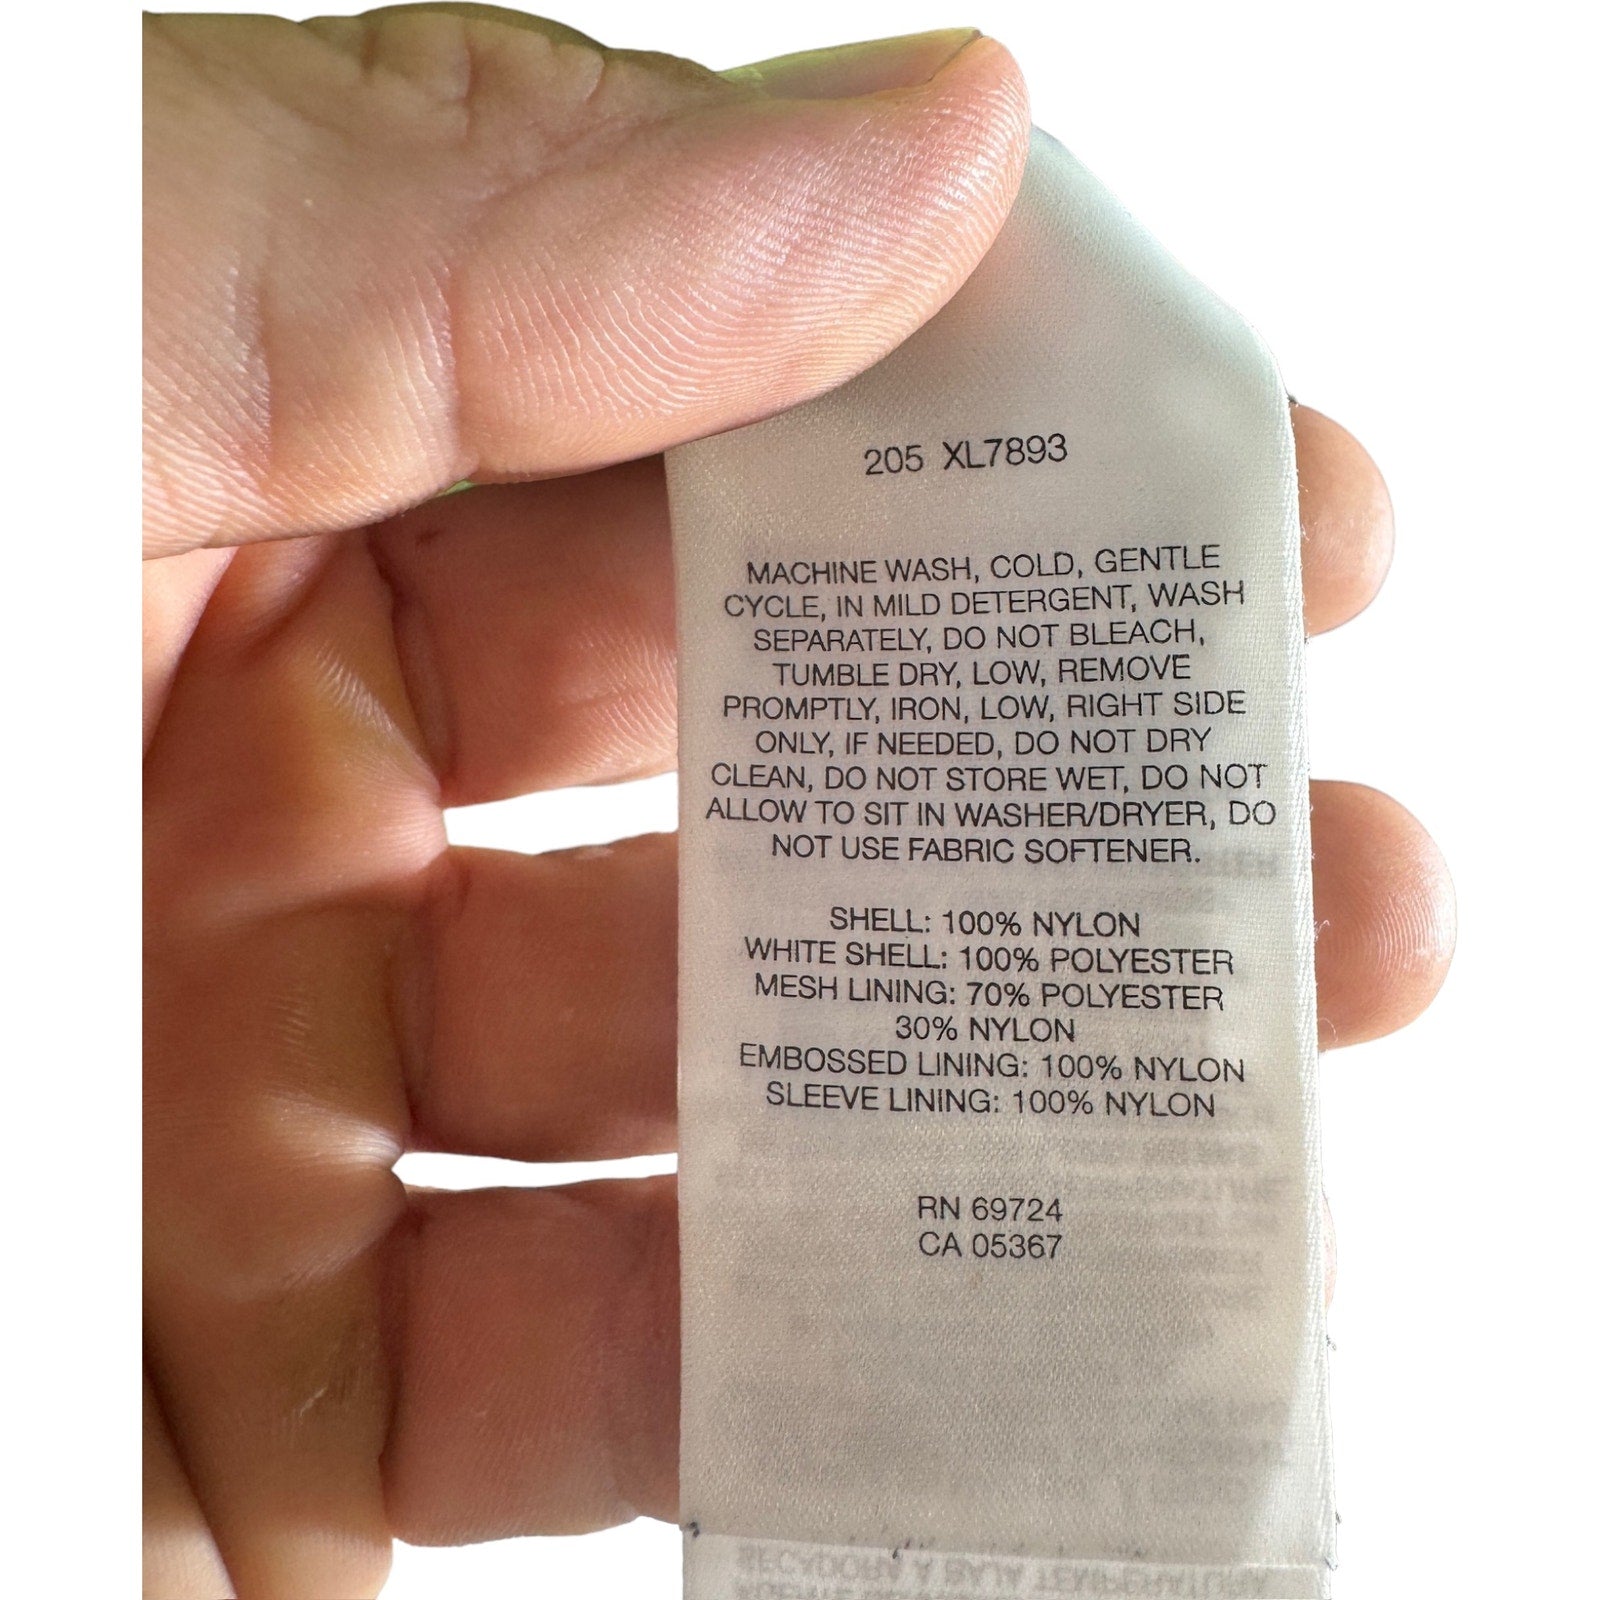 205 XL7893
MACHINE WASH, COLD, GENTLE
CYCLE, IN MILD DETERGENT, WASH
SEPARATELY, DO NOT BLEACH,
TUMBLE DRY, LOW, REMOVE
PROMPTLY, IRON, LOW, RIGHT SIDE
ONLY, IF NEEDED, DO NOT DRY
CLEAN, DO NOT STORE WET, DO NOT
ALLOW TO SIT IN WASHER/DRYER, DO
NOT USE FABRIC SOFTENER.
SHELL: 100% NYLON
WHITE SHELL: 100% POLYESTER
MESH LINING: 70% POLYESTER
30% NYLON
EMBOSSED LINING: 100% NYLON
SLEEVE LINING: 100% NYLON
RN 69724
CA 05367
SECADORA A BAJA TEMPERATURA